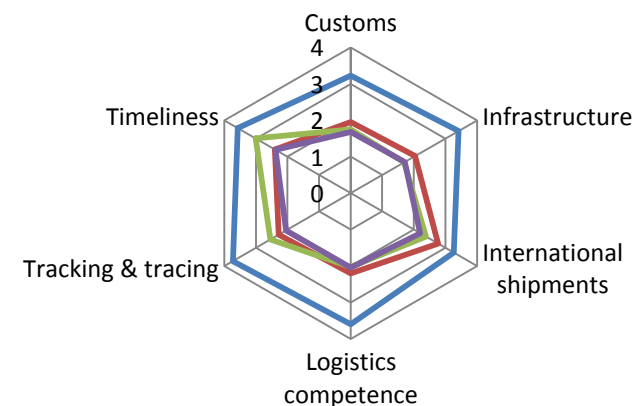 Customs
4
3
2
1
0
Timeliness
Infrastructure
Tracking & tracing
International
shipments
Logistics
competence